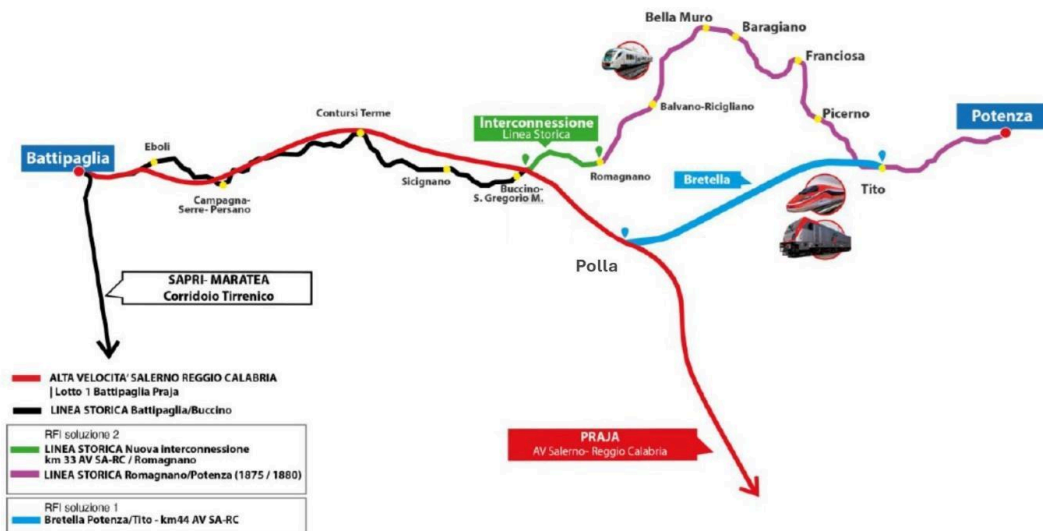 Bella Muro
Baragiano
Franciosa
Balvano-Ricigliano
Picerno
Potenza
Contursi Terme
Interconnessione
Linea Storica
Eboli
Battipaglia
Romagnano
Tito
Bretella
Sicignano
Buccino-
S. Gregorio M.
Campagna-
Serre- Persano
Polla
SAPRI- MARATEA
Corridoio Tirrenico
ALTA VELOCITA' SALERNO REGGIO CALABRIA
| Lotto 1 Battipaglia Praja
LINEA STORICA Battipaglia/Buccino
RFI soluzione 2
LINEA STORICA Nuova interconnessione
km 33 AV SA-RC / Romagnano
LINEA STORICA Romagnano/Potenza (1875 / 1880)
RFI soluzione 1
Bretella Potenza/Tito - km44 AV SA-RC
PRAJA
AV Salerno- Reggio Calabria